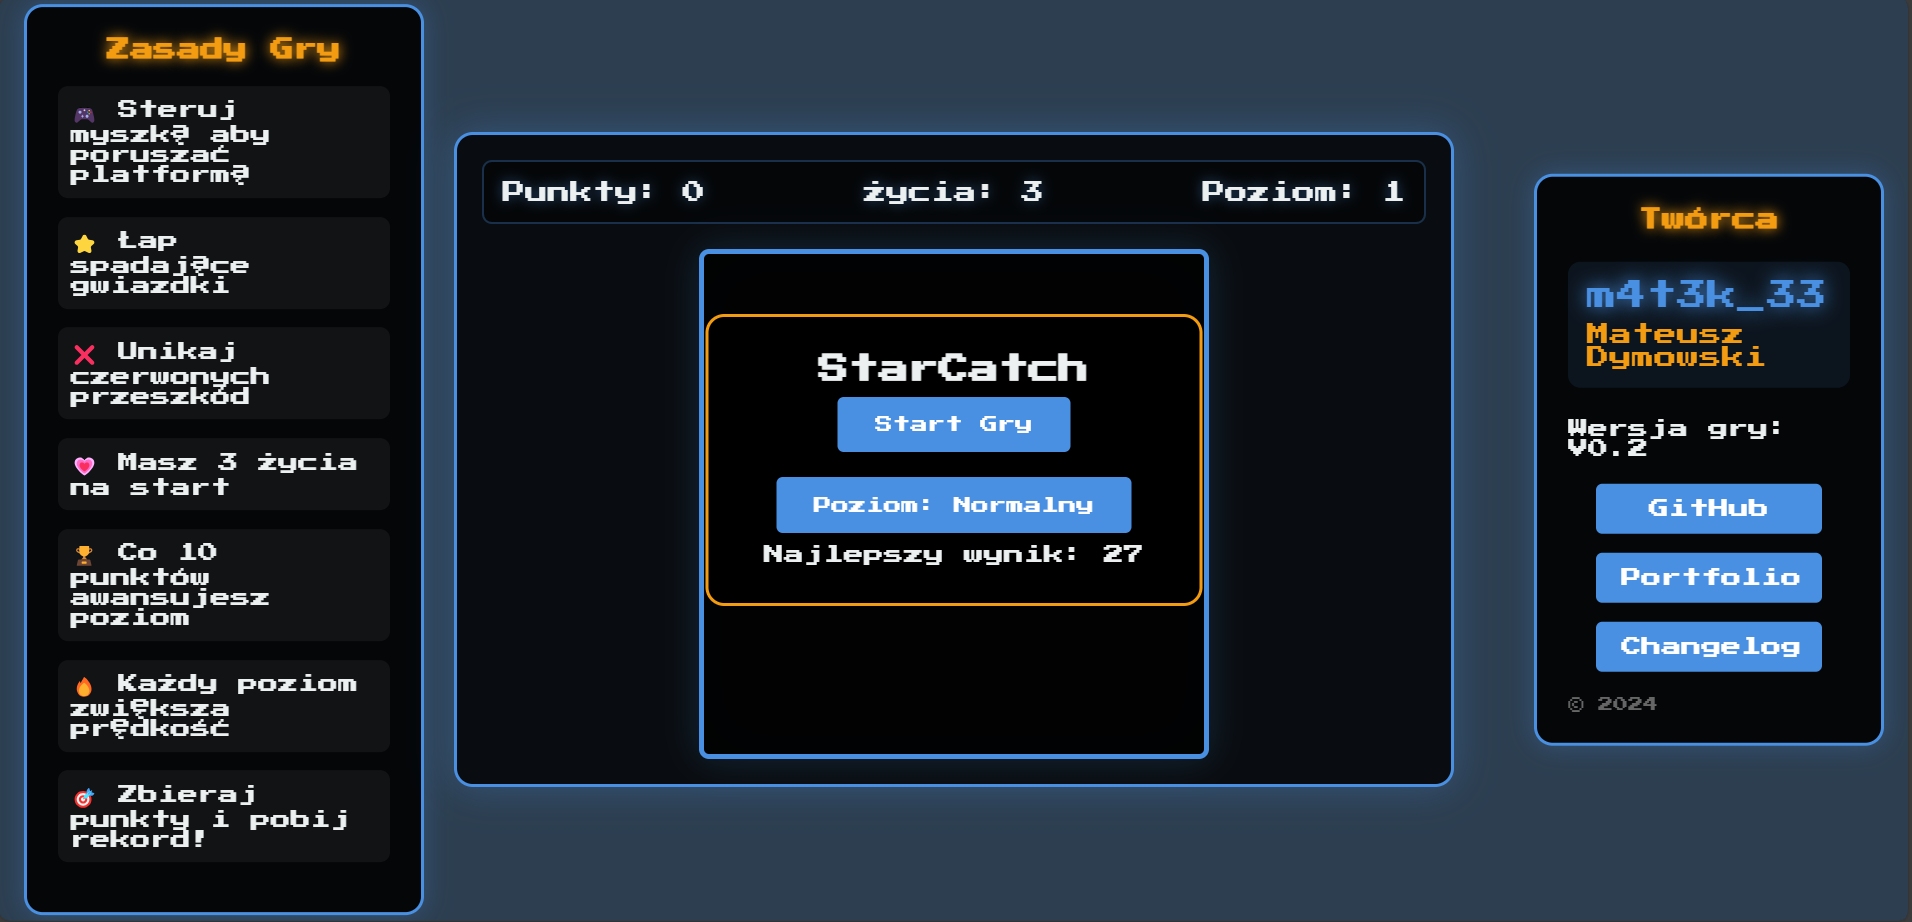 Zasady Gry
🎮 Steruj
myszką aby
poruszać
platformą
⭐ Łap
spadające
gwiazdki
❌ Unikaj
czerwonych
przeszkód
💗 Masz 3 życia
na start
🏆 Co 10
punktów
awansujesz
poziom
🔥 Każdy poziom
zwiększa
prędkość
🎯 Zbieraj
punkty i pobij
rekord!
Punkty: 0
życia: 3
Poziom: 1
StarCatch
Start Gry
Poziom: Normalny
Najlepszy wynik: 27
Twórca
m4t3k_33
Mateusz
Dymowski
Wersja gry:
V0.2
GitHub
Portfolio
Changelog
© 2024